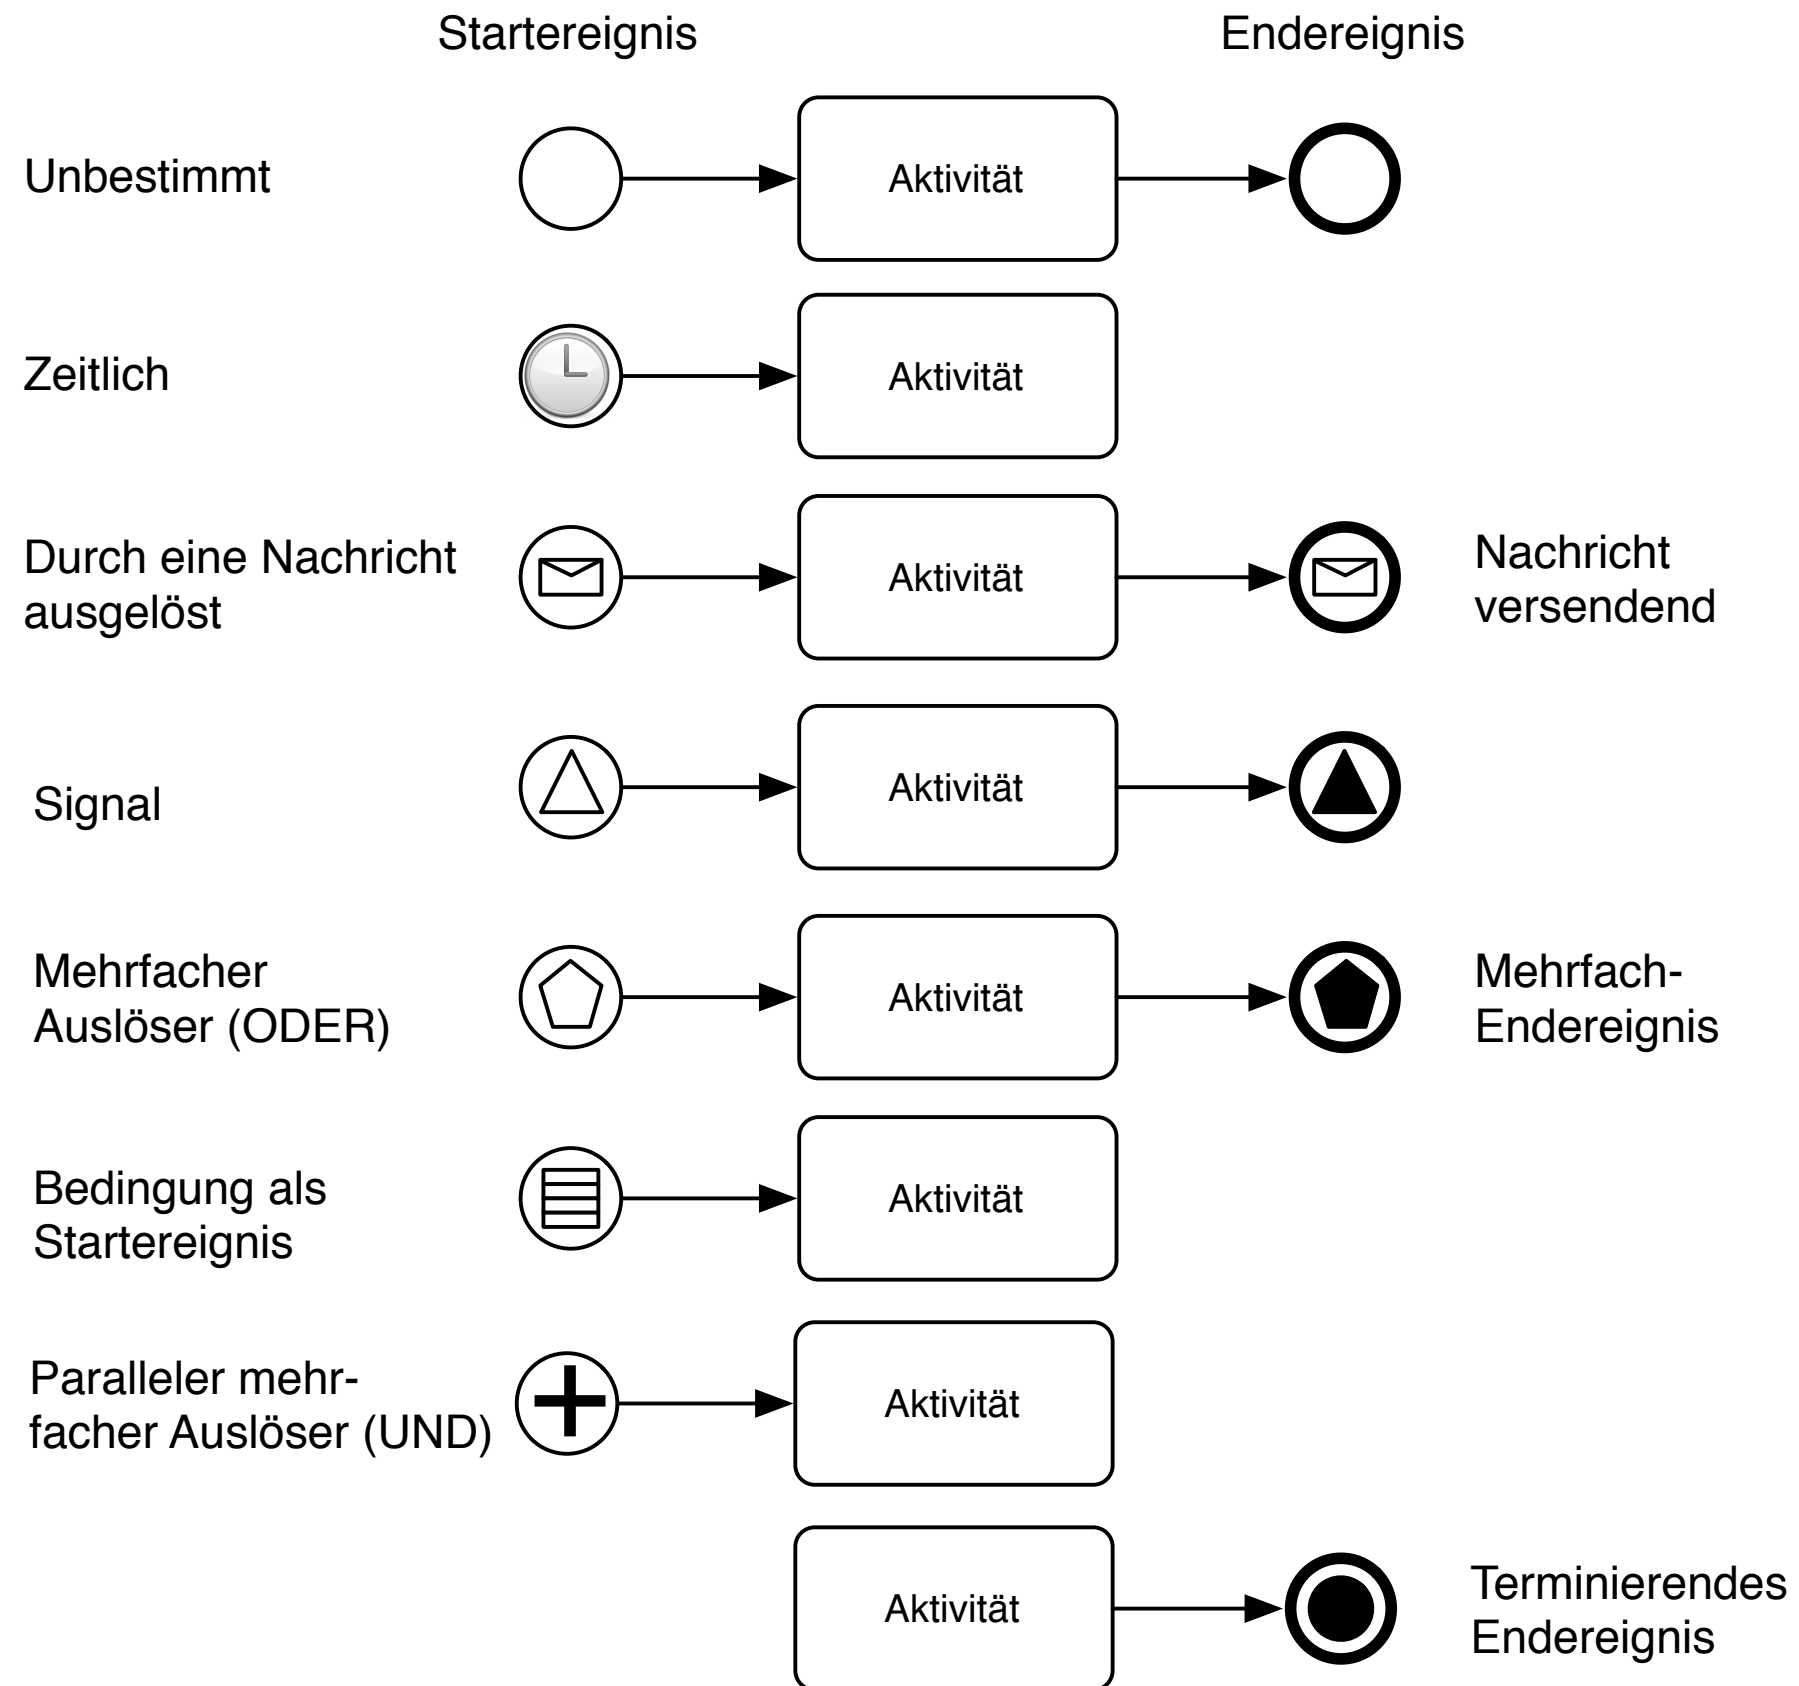 Startereignis Endereignis
Unbestimmt Aktivität
Zeitlich Aktivität
Durch eine Nachricht
ausgelöst
Aktivität
Nachricht
versendend
Signal Aktivität
Mehrfacher
Auslöser (ODER)
Aktivität
Mehrfach-
Endereignis
Bedingung als
Startereignis
Aktivität
Paralleler mehr-
facher Auslöser (UND)
Aktivität
Aktivität
Terminierendes
Endereignis